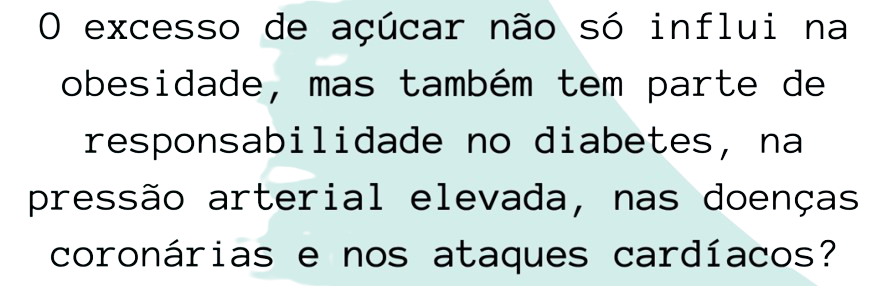 O excesso de açúcar não só influi na
obesidade, mas também tem parte de
responsabilidade no diabetes, na
pressão arterial elevada, nas doenças
coronárias e nos ataques cardíacos?